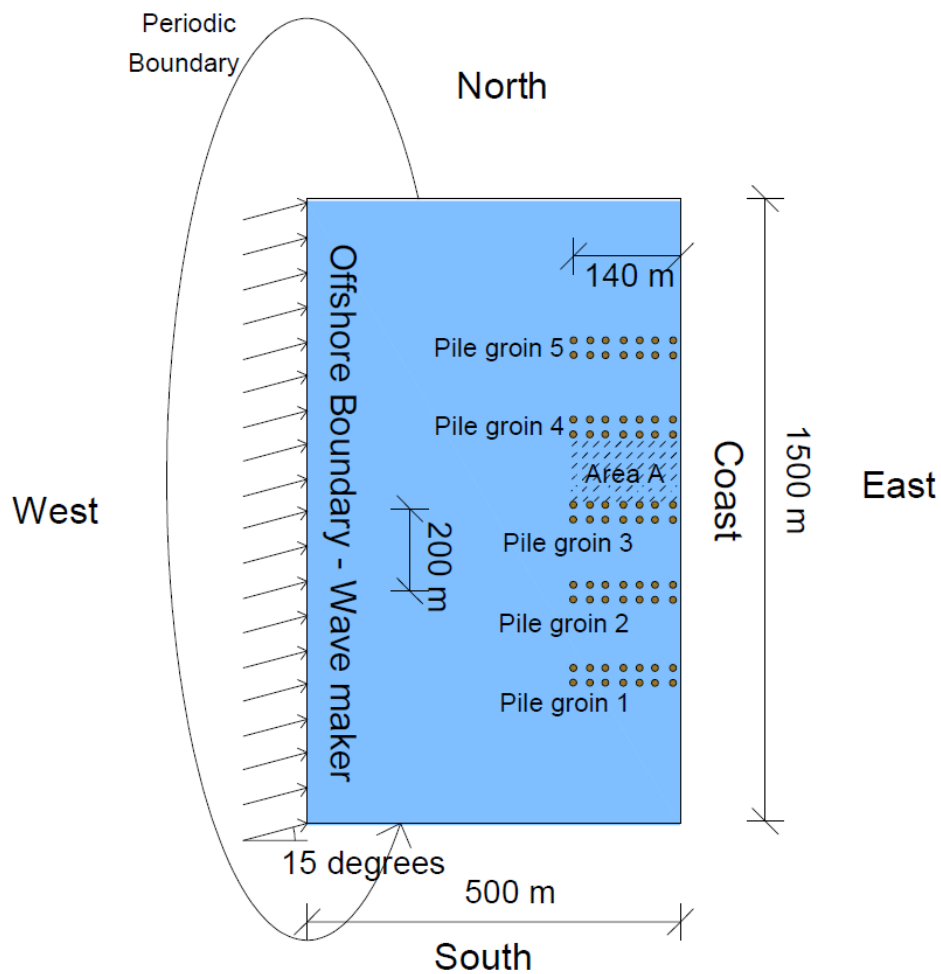 Periodic
Boundary
North
Offshore Boundary - Wave maker
140 m
Pile groin 5
Pile groin 4
Area A
Coast
1500 m
East
West
200 m
Pile groin 3
Pile groin 2
Pile groin 1
15 degrees
500 m
South